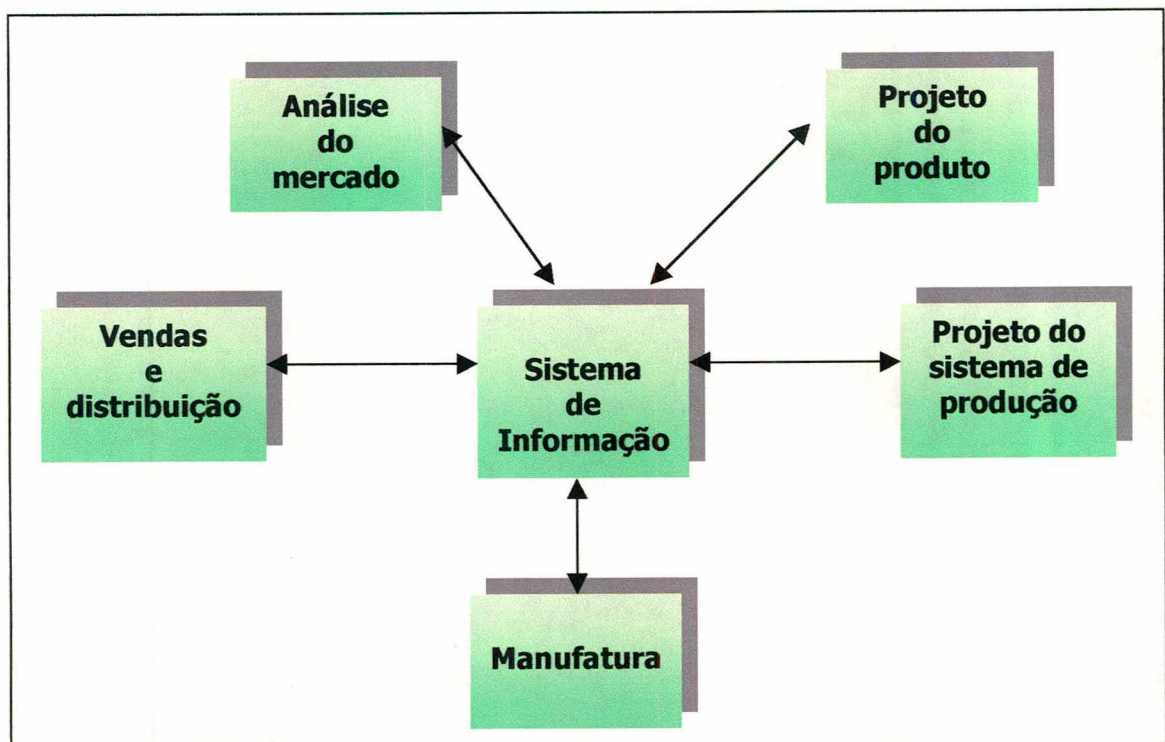 Análise
do
mercado
Projeto
do
produto
Vendas
e
distribuição
Sistema
de
Informação
Projeto do
sistema de
produção
Manufatura